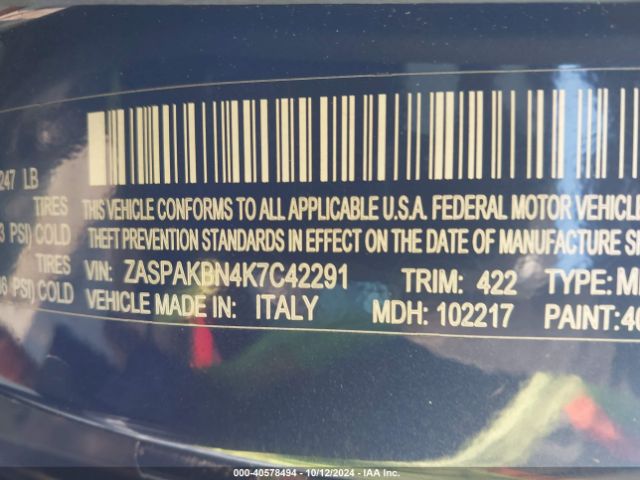 247 LB
TIRES
THIS VEHICLE CONFORMS TO ALL APPLICABLE U.S.A. FEDERAL MOTOR VEHICLE
3 PSI) COLD
THEFT PREVENTION STANDARDS IN EFFECT ON THE DATE OF MANUFACTURE
TIRES
VIN: ZASPAKBN4K7C42291 TRIM: 422 TYPE:
PSI) COLD
VEHICLE MADE IN: ITALY MDH: 102217 PAINT:
000-40578494 - 10/12/2024 - IAA Inc.